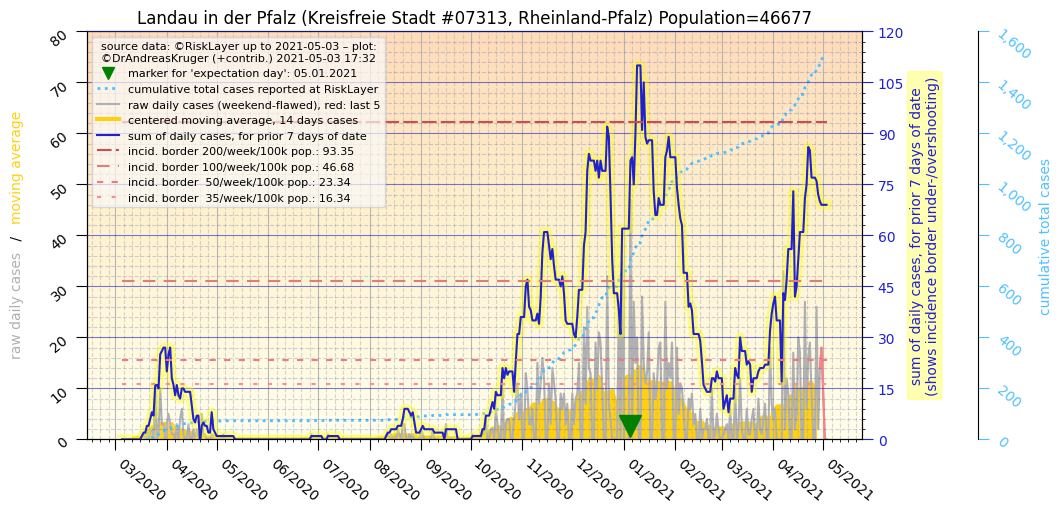 Landau in der Pfalz (Kreisfreie Stadt #07313, Rheinland-Pfalz) Population=46677
source data: ©RiskLayer up to 2021-05-03 – plot:
©DrAndreasKruger (+contrib.) 2021-05-03 17:32
marker for 'expectation day': 05.01.2021
cumulative total cases reported at RiskLayer
raw daily cases (weekend-flawed), red: last 5
centered moving average, 14 days cases
sum of daily cases, for prior 7 days of date
incid. border 200/week/100k pop.: 93.35
incid. border 100/week/100k pop.: 46.68
incid. border  50/week/100k pop.: 23.34
incid. border  35/week/100k pop.: 16.34
raw daily cases / moving average
80
70
60
50
40
30
20
10
0
03/2020
04/2020
05/2020
06/2020
07/2020
08/2020
09/2020
10/2020
11/2020
12/2020
01/2021
02/2021
03/2021
04/2021
05/2021
120
105
90
75
60
45
30
15
0
sum of daily cases, for prior 7 days of date
(shows incidence border under-/overshooting)
1,600
1,400
1,200
1,000
800
600
400
200
0
cumulative total cases